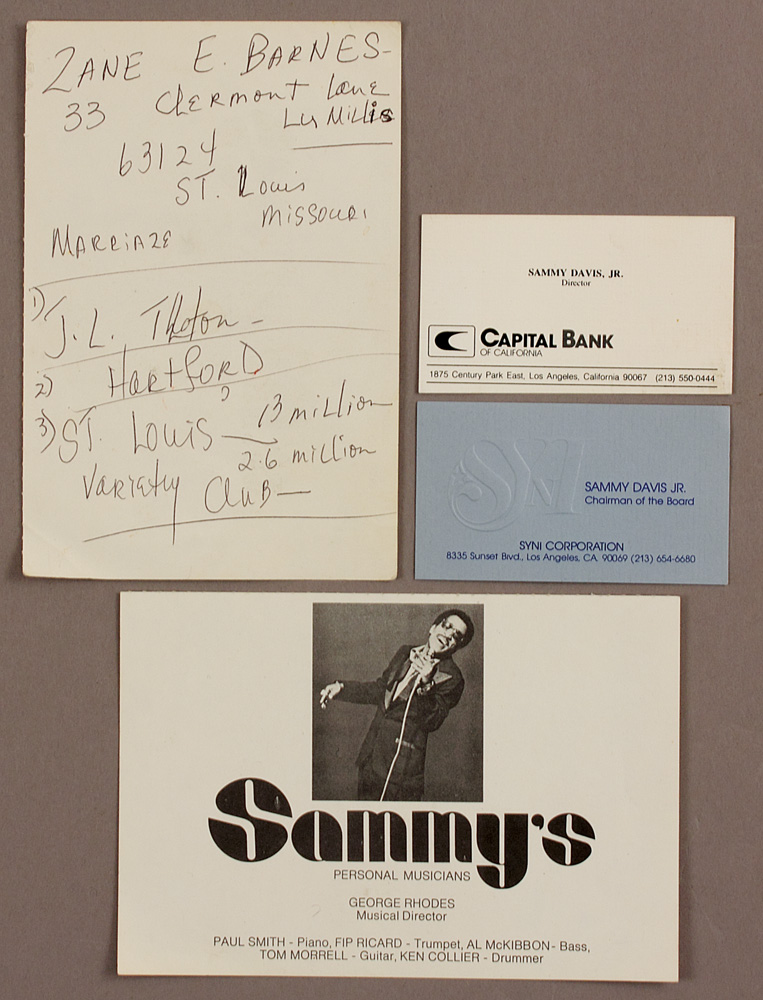 ZANE E. BARNES-
33 Clermont Lane
63124
ST. Louis
Missouri
MARRIAZE
1) J.L.
2) HARTFORD
3) ST. Louis — 13 million
2.6 million
Variety Club —
SAMMY DAVIS, JR.
Director
CAPITAL BANK
OF CALIFORNIA
1875 Century Park East, Los Angeles, California 90067 (213) 550-0444
SYNI
SAMMY DAVIS JR.
Chairman of the Board
SYNI CORPORATION
8335 Sunset Blvd., Los Angeles, CA. 90069 (213) 654-6680
Sammy's
PERSONAL MUSICIANS
GEORGE RHODES
Musical Director
PAUL SMITH - Piano, FIP RICARD - Trumpet, AL McKIBBON - Bass,
TOM MORRELL - Guitar, KEN COLLIER - Drummer